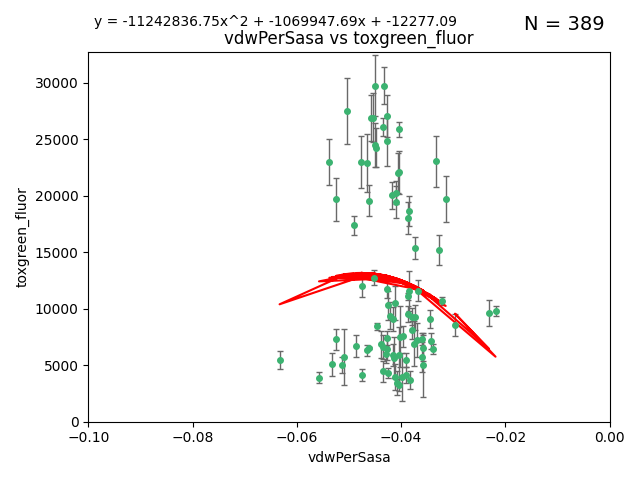 y = -11242836.75x^2 + -1069947.69x + -12277.09
N = 389
vdwPerSasa vs toxgreen_fluor
30000
25000
20000
15000
10000
5000
0
toxgreen_fluor
−0.10 −0.08 −0.06 −0.04 −0.02 0.00
vdwPerSasa